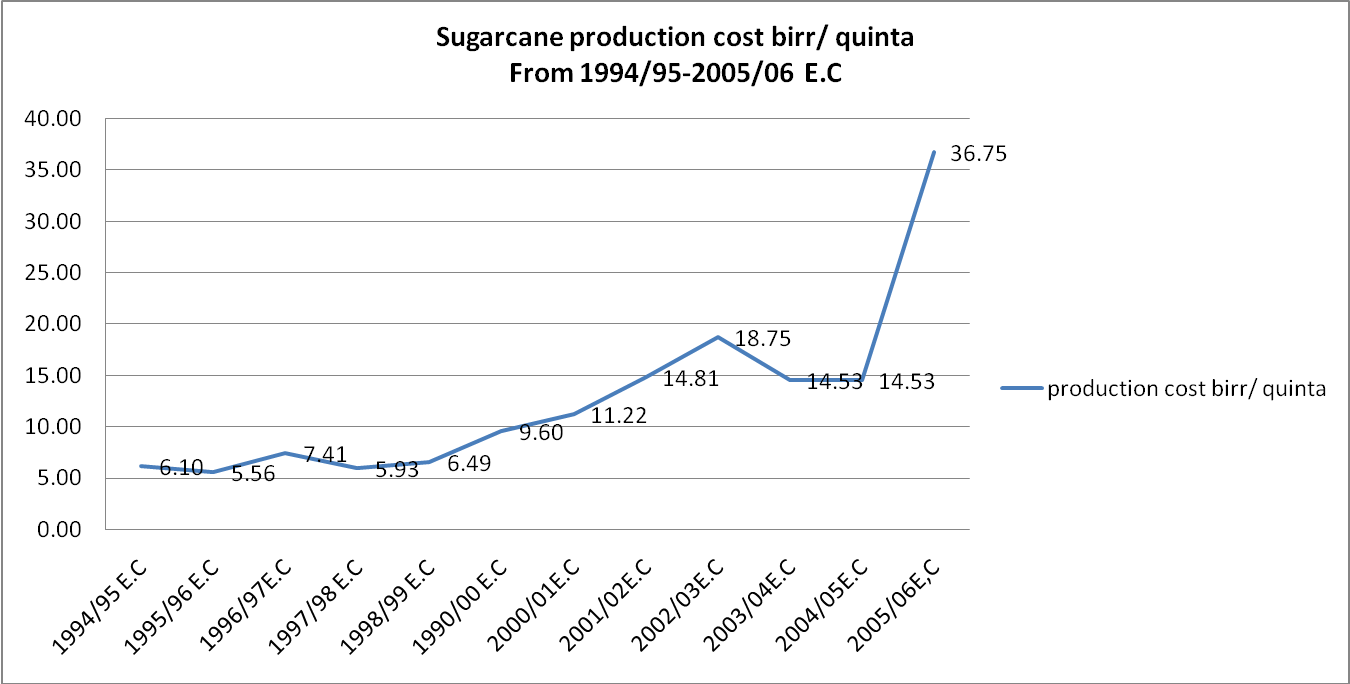 Sugarcane production cost birr/ quinta
From 1994/95-2005/06 E.C
40.00
35.00
30.00
25.00
20.00
15.00
10.00
5.00
0.00
6.10
5.56
7.41
5.93
6.49
9.60
11.22
14.81
18.75
14.53
14.53
36.75
production cost birr/ quinta
1994/95 E.C
1995/96 E.C
1996/97E.C
1997/98 E.C
1998/99 E.C
1990/00 E.C
2000/01E.C
2001/02E.C
2002/03E.C
2003/04E.C
2004/05E.C
2005/06E,C